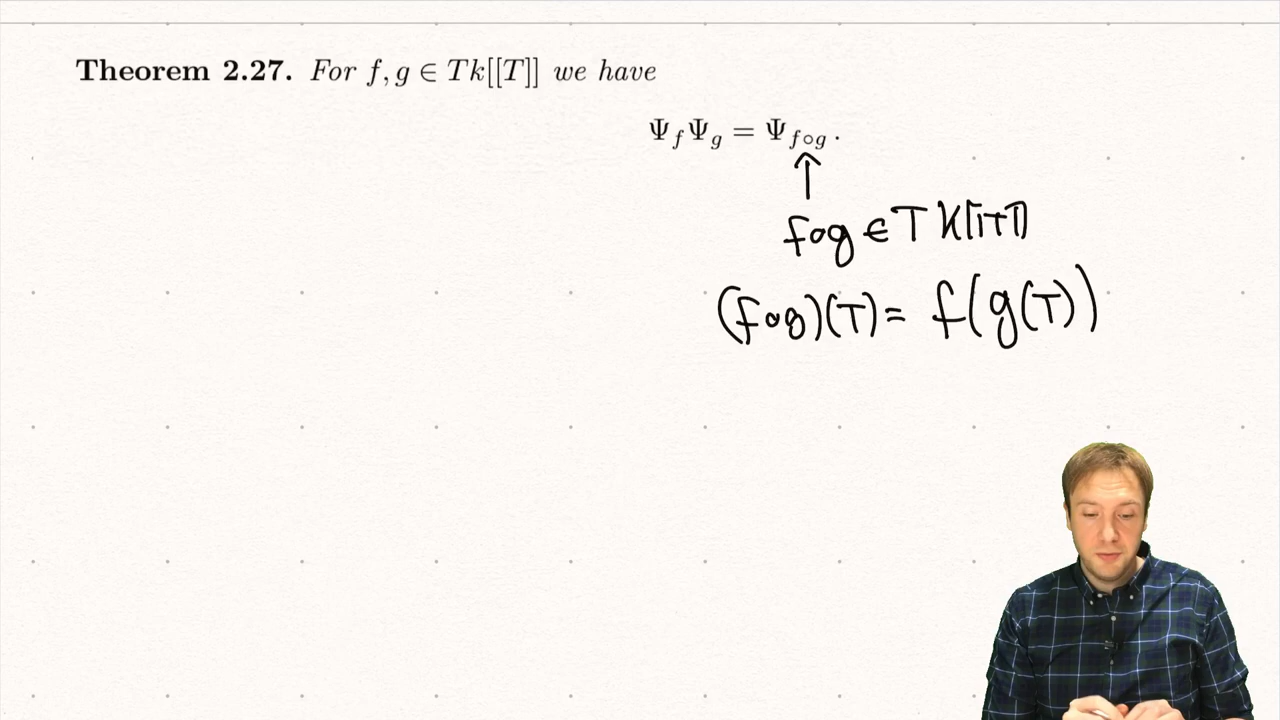 Theorem 2.27. For f, g ∈ Tk[[T]] we have
Ψ_f Ψ_g = Ψ_{f∘g}.
↑
f∘g ∈ T k[[T]]
(f∘g)(T) = f(g(T))